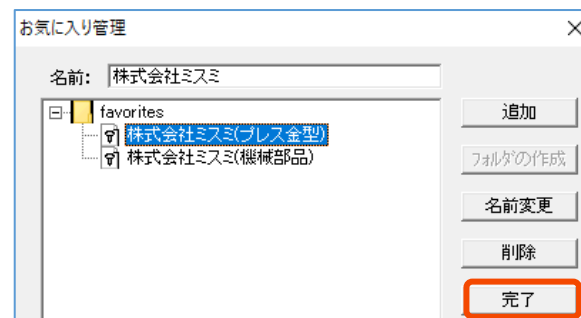 お気に入り管理
名前: 株式会社ミスミ
favorites
株式会社ミスミ(プレス金型)
株式会社ミスミ(機械部品)
追加
フォルダの作成
名前変更
削除
完了